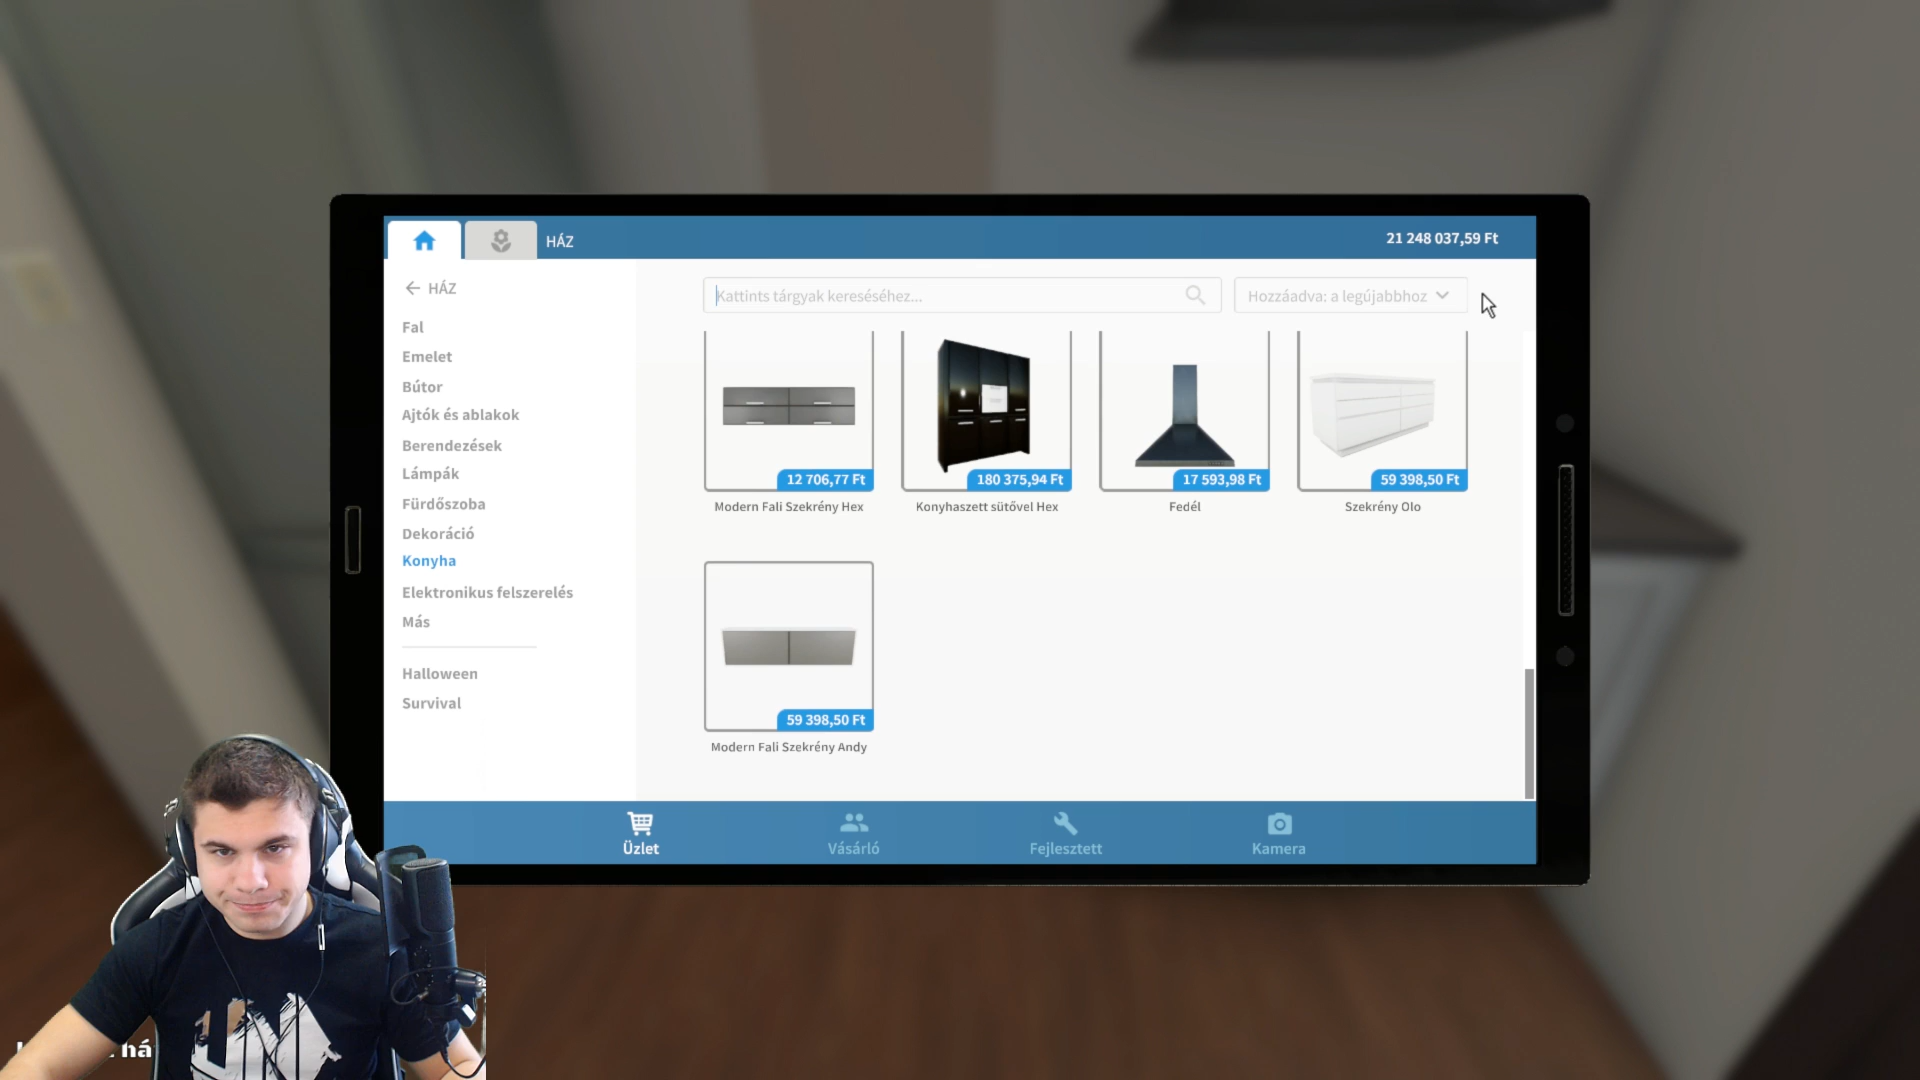 HÁZ
21 248 037,59 Ft
HÁZ
Kattints tárgyak kereséséhez...
Hozzáadva: a legújabbhoz
Fal
Emelet
Bútor
Ajtók és ablakok
Berendezések
Lámpák
Fürdőszoba
Dekoráció
Konyha
Elektronikus felszerelés
Más
Halloween
Survival
12 706,77 Ft
180 375,94 Ft
17 593,98 Ft
59 398,50 Ft
Modern Fali Szekrény Hex
Konyhaszett sütővel Hex
Fedél
Szekrény Olo
59 398,50 Ft
Modern Fali Szekrény Andy
Üzlet
Vásárló
Fejlesztett
Kamera